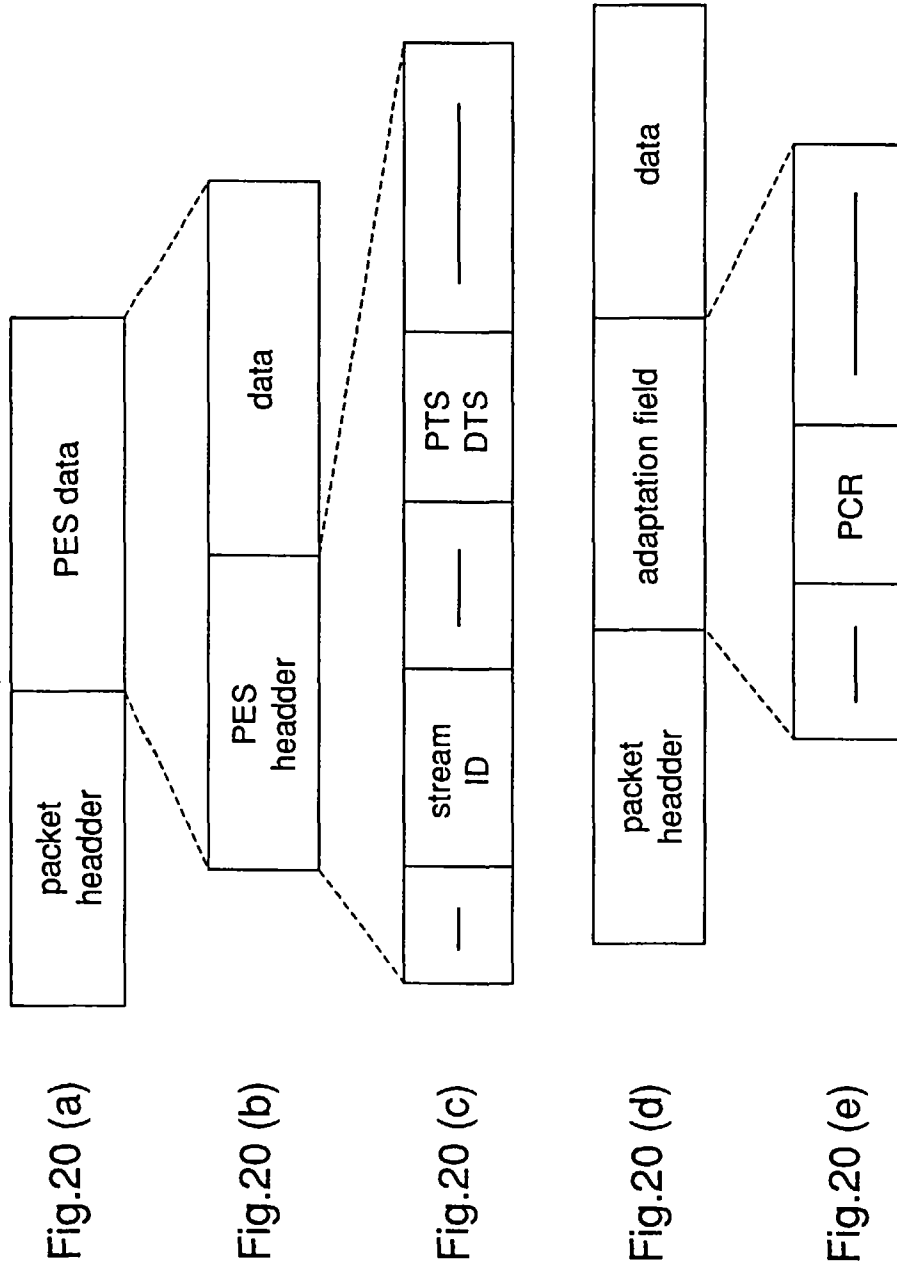 Fig.20 (a)
packet
headder
PES data
Fig.20 (b)
PES
headder
data
Fig.20 (c)
stream
ID
PTS
DTS
Fig.20 (d)
packet
headder
adaptation field
data
Fig.20 (e)
PCR